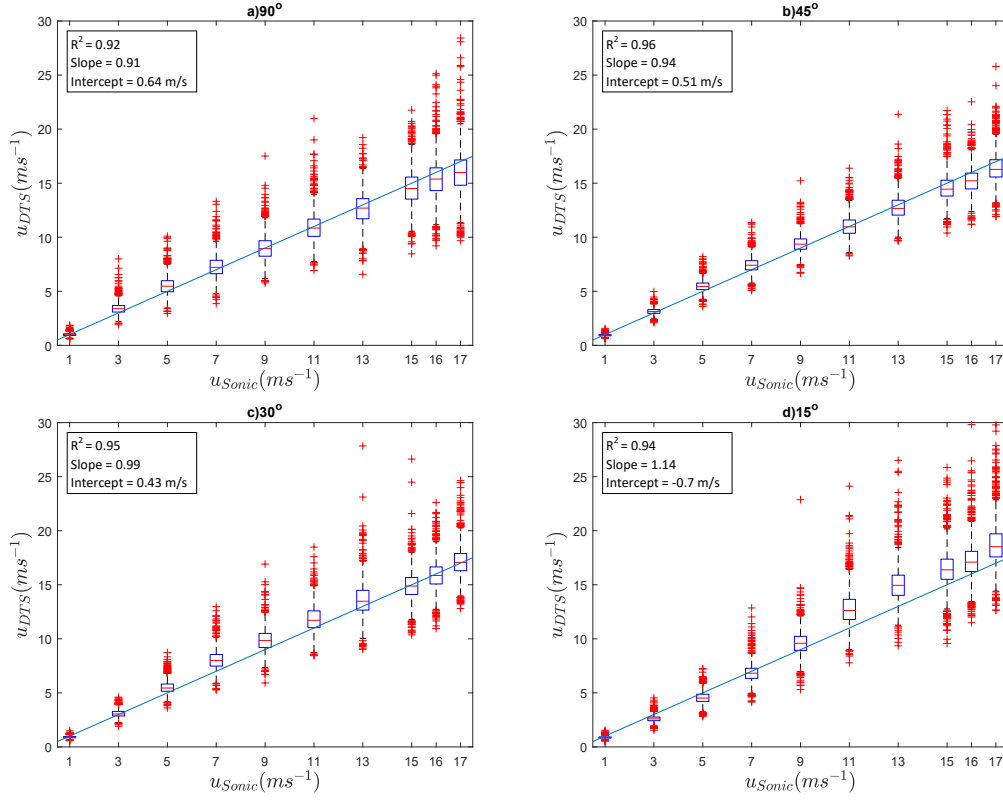 a)90°
R² = 0.92
Slope = 0.91
Intercept = 0.64 m/s
30
25
20
15
10
5
0
u_DTS(ms⁻¹)
1 3 5 7 9 11 13 15 16 17
u_Sonic(ms⁻¹)
b)45°
R² = 0.96
Slope = 0.94
Intercept = 0.51 m/s
30
25
20
15
10
5
0
u_DTS(ms⁻¹)
1 3 5 7 9 11 13 15 16 17
u_Sonic(ms⁻¹)
c)30°
R² = 0.95
Slope = 0.99
Intercept = 0.43 m/s
30
25
20
15
10
5
0
u_DTS(ms⁻¹)
1 3 5 7 9 11 13 15 16 17
u_Sonic(ms⁻¹)
d)15°
R² = 0.94
Slope = 1.14
Intercept = -0.7 m/s
30
25
20
15
10
5
0
u_DTS(ms⁻¹)
1 3 5 7 9 11 13 15 16 17
u_Sonic(ms⁻¹)